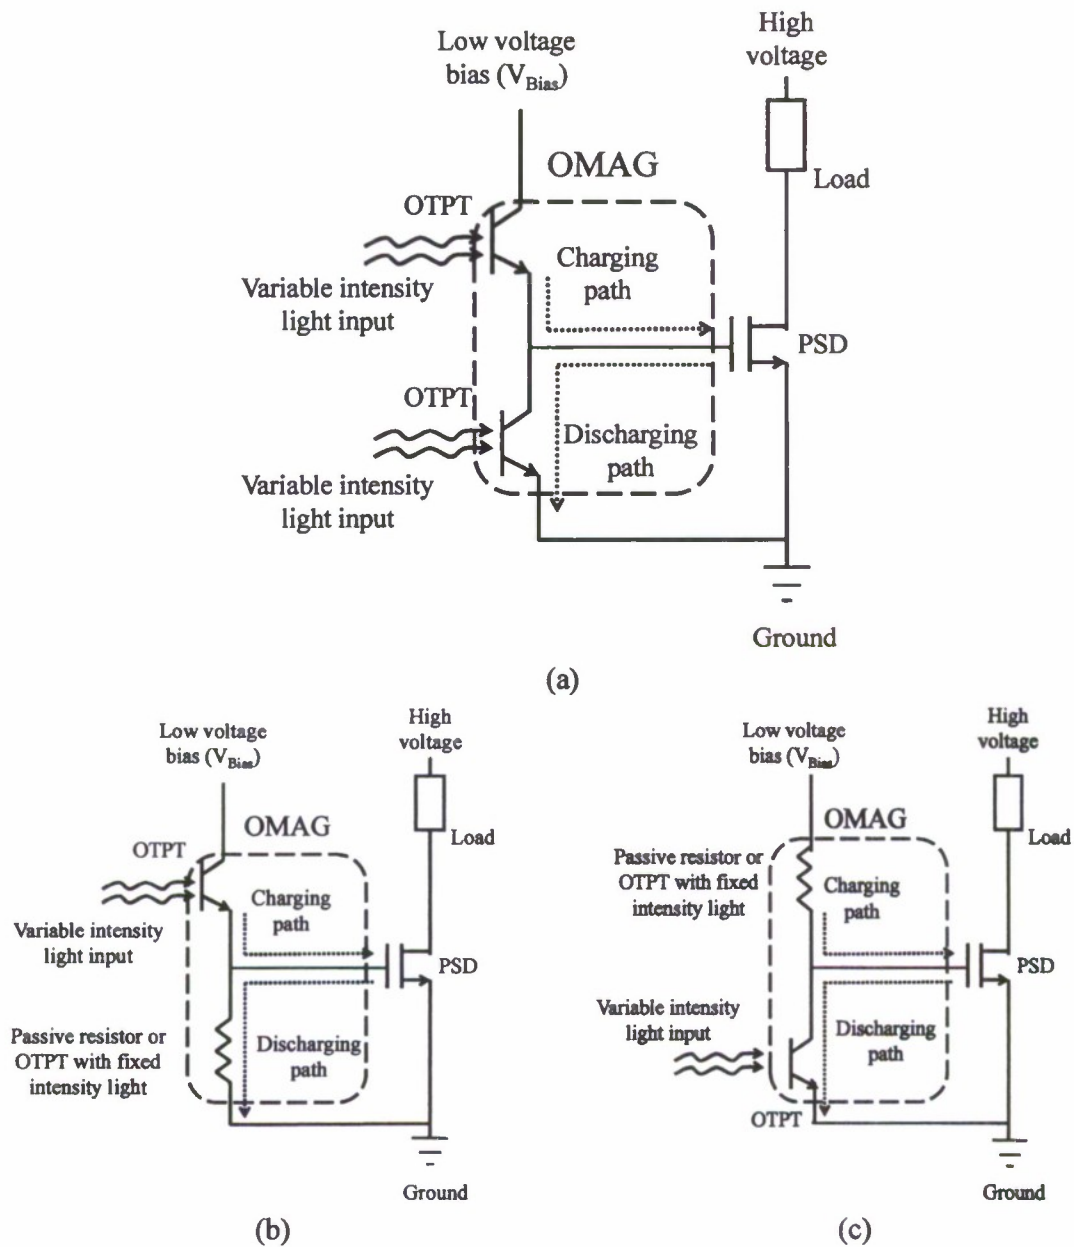 Low voltage
bias (VBias)
High
voltage
OMAG
Load
OTPT
Charging
path
Variable intensity
light input
PSD
OTPT
Discharging
path
Variable intensity
light input
Ground
(a)
Low voltage
bias (VBias)
High
voltage
OMAG
Load
OTPT
Charging
path
Variable intensity
light input
PSD
Passive resistor or
OTPT with fixed
intensity light
Discharging
path
Ground
(b)
Low voltage
bias (VBias)
High
voltage
OMAG
Load
Passive resistor or
OTPT with fixed
intensity light
Charging
path
PSD
Variable intensity
light input
Discharging
path
OTPT
Ground
(c)